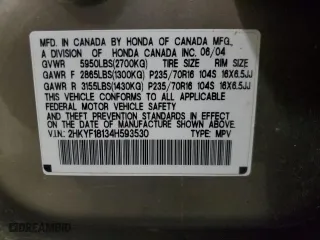 MFD. IN CANADA BY HONDA OF CANADA MFG.,
A DIVISION OF HONDA CANADA INC. 06/04
GVWR 5950LBS(2700KG) TIRE SIZE RIM SIZE
GAWR F 2865LBS(1300KG) P235/70R16 104S 16X6.5JJ
GAWR R 3155LBS(1430KG) P235/70R16 104S 16X6.5JJ
THIS VEHICLE CONFORMS TO ALL APPLICABLE
FEDERAL MOTOR VEHICLE SAFETY
AND THEFT PREVENTION STANDARDS IN EFFECT ON
THE DATE OF MANUFACTURE SHOWN ABOVE.
V.I.N: 2HKYF18134H593530 TYPE: MPV
DREAMBID